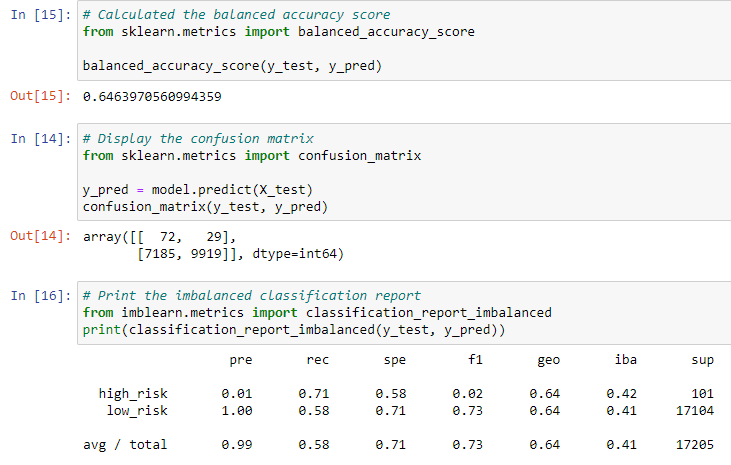 In [15]: # Calculated the balanced accuracy score
from sklearn.metrics import balanced_accuracy_score
balanced_accuracy_score(y_test, y_pred)
Out[15]: 0.6463970560994359
In [14]: # Display the confusion matrix
from sklearn.metrics import confusion_matrix
y_pred = model.predict(X_test)
confusion_matrix(y_test, y_pred)
Out[14]: array([[  72,   29],
[7185, 9919]], dtype=int64)
In [16]: # Print the imbalanced classification report
from imblearn.metrics import classification_report_imbalanced
print(classification_report_imbalanced(y_test, y_pred))
pre rec spe f1 geo iba sup
high_risk 0.01 0.71 0.58 0.02 0.64 0.42 101
low_risk 1.00 0.58 0.71 0.73 0.64 0.41 17104
avg / total 0.99 0.58 0.71 0.73 0.64 0.41 17205